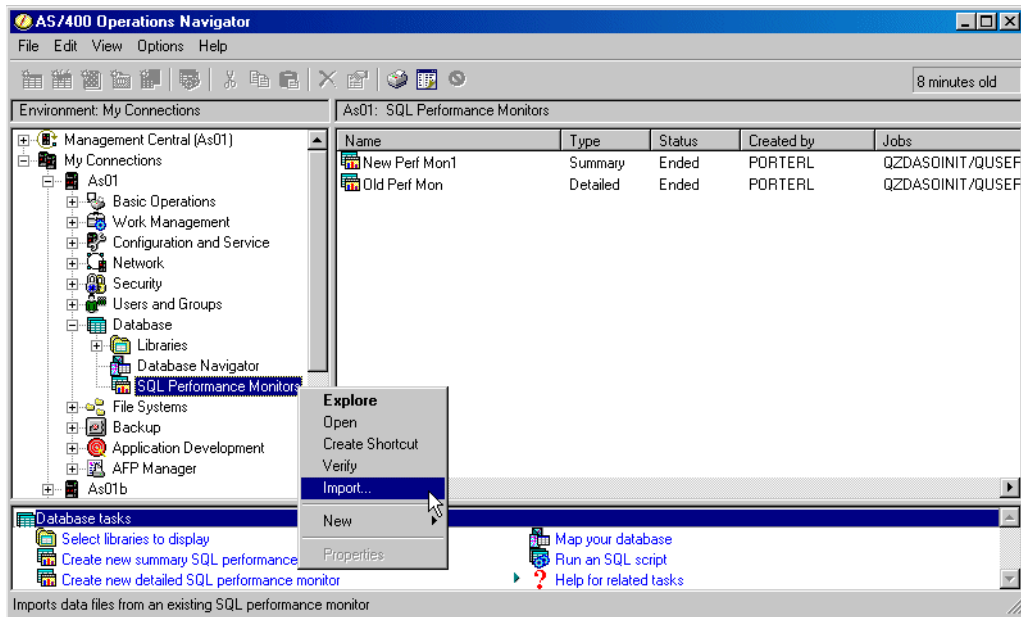 AS/400 Operations Navigator
File Edit View Options Help
8 minutes old
Environment: My Connections
As01: SQL Performance Monitors
Management Central (As01)
My Connections
As01
Basic Operations
Work Management
Configuration and Service
Network
Security
Users and Groups
Database
Libraries
Database Navigator
SQL Performance Monitors
File Systems
Backup
Application Development
AFP Manager
As01b
Name Type Status Created by Jobs
New Perf Mon1 Summary Ended PORTERL QZDASOINIT/QUSEF
Old Perf Mon Detailed Ended PORTERL QZDASOINIT/QUSEF
Explore
Open
Create Shortcut
Verify
Import...
New
Properties
Database tasks
Select libraries to display
Create new summary SQL performance
Create new detailed SQL performance monitor
Map your database
Run an SQL script
Help for related tasks
Imports data files from an existing SQL performance monitor